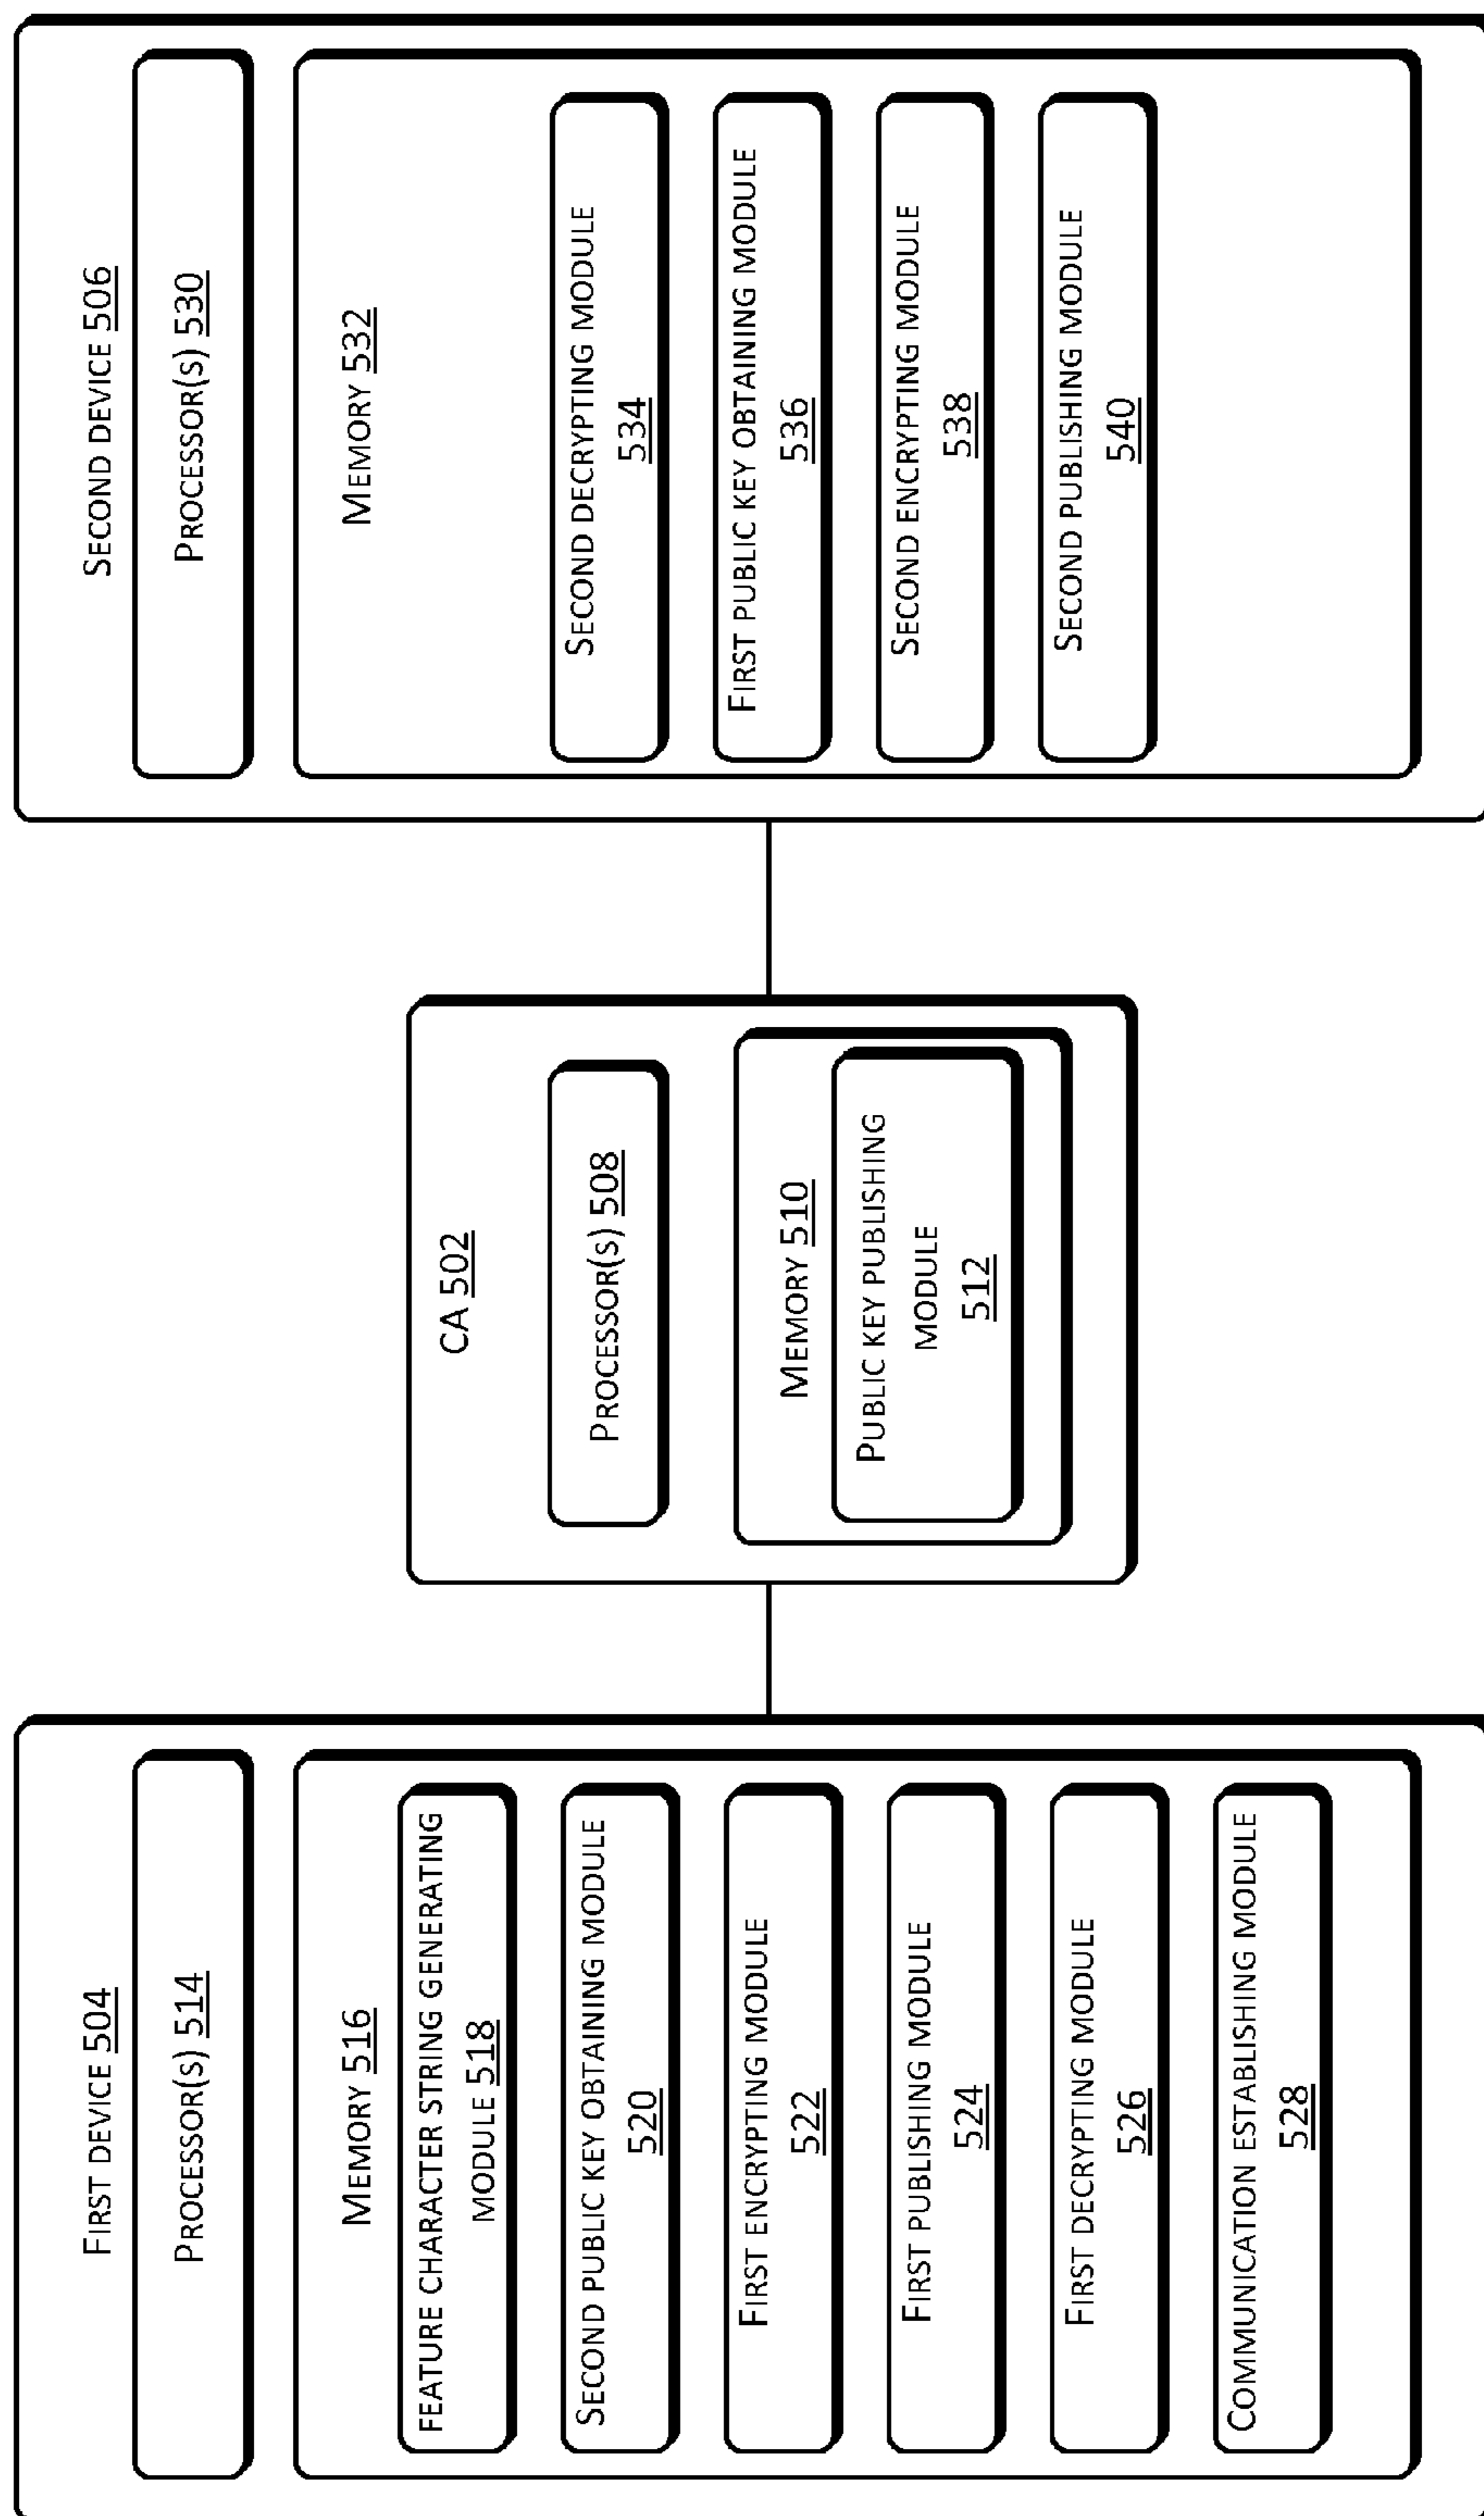 FIRST DEVICE 504
PROCESSOR(S) 514
MEMORY 516
FEATURE CHARACTER STRING GENERATING
MODULE 518
SECOND PUBLIC KEY OBTAINING MODULE
520
FIRST ENCRYPTING MODULE
522
FIRST PUBLISHING MODULE
524
FIRST DECRYPTING MODULE
526
COMMUNICATION ESTABLISHING MODULE
528
CA 502
PROCESSOR(S) 508
MEMORY 510
PUBLIC KEY PUBLISHING
MODULE
512
SECOND DEVICE 506
PROCESSOR(S) 530
MEMORY 532
SECOND DECRYPTING MODULE
534
FIRST PUBLIC KEY OBTAINING MODULE
536
SECOND ENCRYPTING MODULE
538
SECOND PUBLISHING MODULE
540